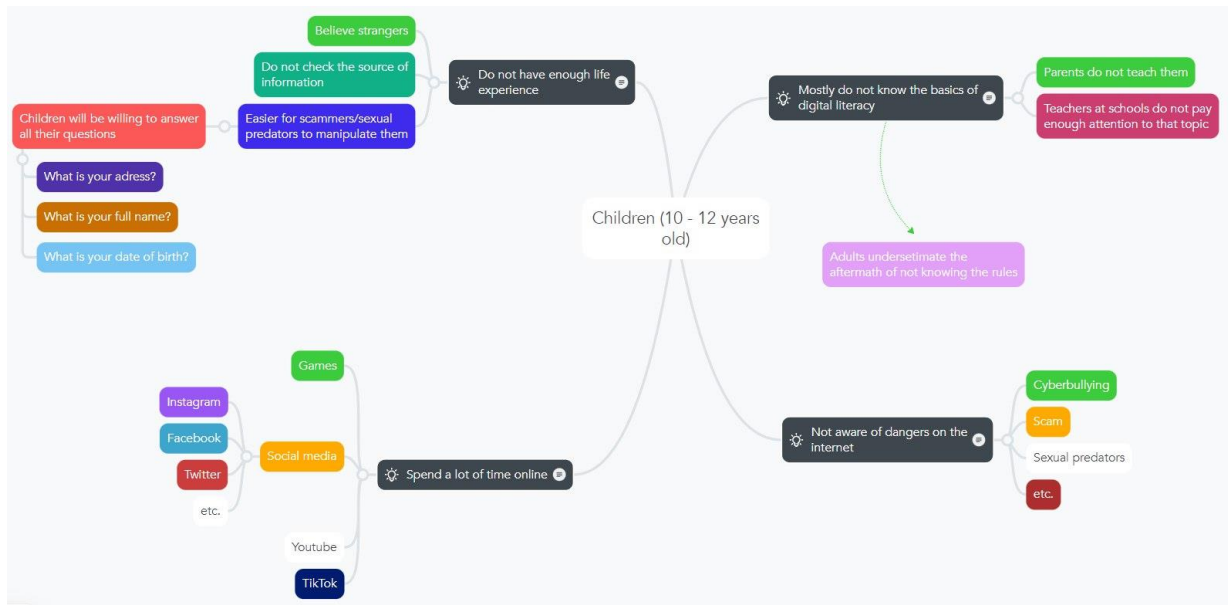 Children (10 - 12 years
old)
Do not have enough life
experience
Believe strangers
Do not check the source of
information
Easier for scammers/sexual
predators to manipulate them
Children will be willing to answer
all their questions
What is your adress?
What is your full name?
What is your date of birth?
Mostly do not know the basics of
digital literacy
Parents do not teach them
Teachers at schools do not pay
enough attention to that topic
Adults undersetimate the
aftermath of not knowing the rules
Spend a lot of time online
Games
Social media
Instagram
Facebook
Twitter
etc.
Youtube
TikTok
Not aware of dangers on the
internet
Cyberbullying
Scam
Sexual predators
etc.